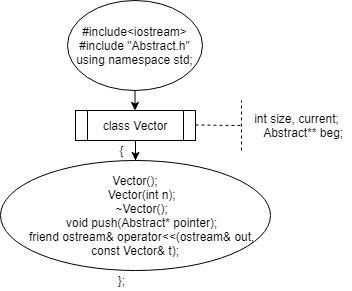 #include<iostream>
#include "Abstract.h"
using namespace std;
class Vector
int size, current;
Abstract** beg;
{
Vector();
Vector(int n);
~Vector();
void push(Abstract* pointer);
friend ostream& operator<<(ostream& out,
const Vector& t);
};